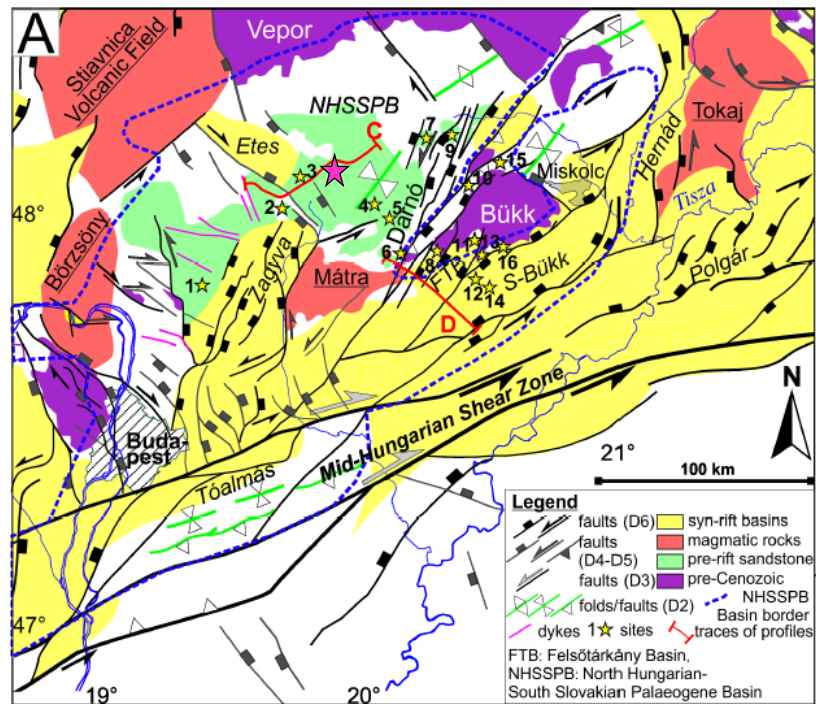 A
Vepor
Stiavnica
Volcanic Field
NHSSPB
Tokaj
Etes
C
7
9
Hernád
3
15
Miskolc
10
Tisza
48°
2
4
5
Bükk
Darnó
Börzsöny
Zagyva
6
11
13
8
16
Polgár
Mátra
FTB
S-Bükk
1
12
14
D
N
Mid-Hungarian Shear Zone
Buda-
pest
21°
Tóalmás
100 km
Legend
faults (D6)
syn-rift basins
faults
(D4-D5)
magmatic rocks
pre-rift sandstone
faults (D3)
pre-Cenozoic
folds/faults (D2)
NHSSPB
Basin border
dykes 1 sites
traces of profiles
FTB: Felsőtárkány Basin,
NHSSPB: North Hungarian-
South Slovakian Palaeogene Basin
47°
19°
20°